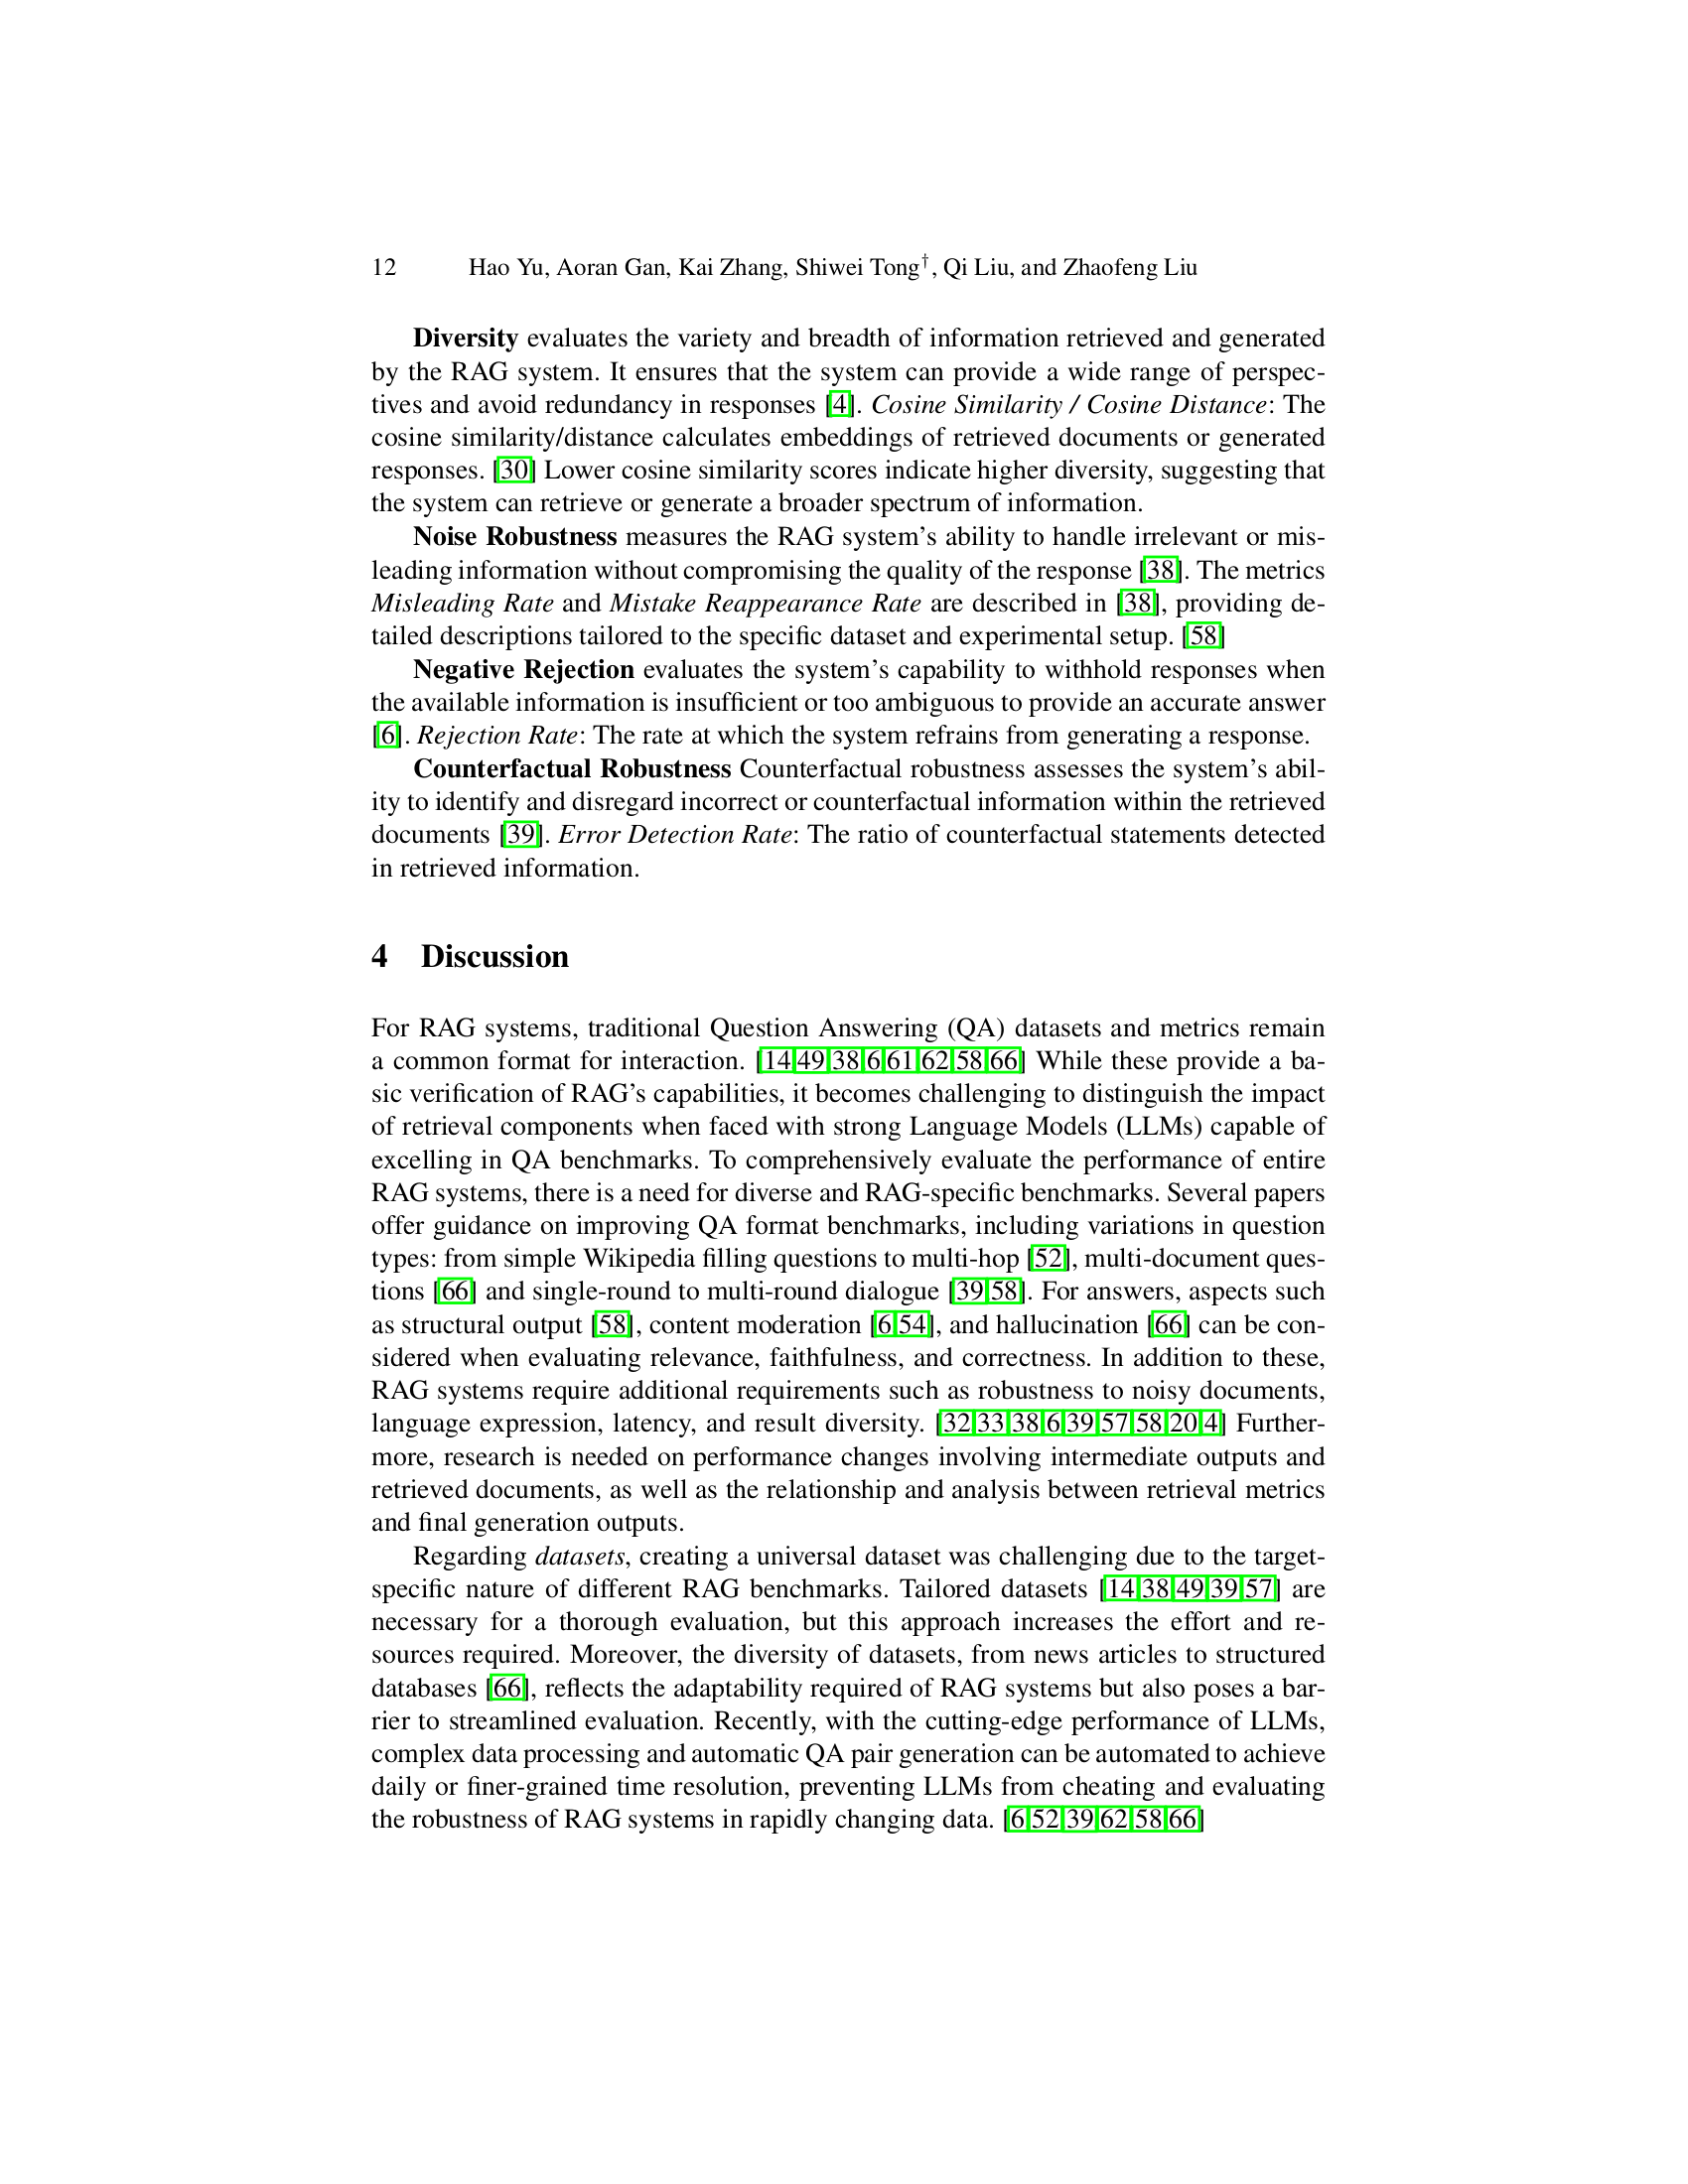 12 Hao Yu, Aoran Gan, Kai Zhang, Shiwei Tong†, Qi Liu, and Zhaofeng Liu
Diversity evaluates the variety and breadth of information retrieved and generated
by the RAG system. It ensures that the system can provide a wide range of perspec-
tives and avoid redundancy in responses [4]. Cosine Similarity / Cosine Distance: The
cosine similarity/distance calculates embeddings of retrieved documents or generated
responses. [30] Lower cosine similarity scores indicate higher diversity, suggesting that
the system can retrieve or generate a broader spectrum of information.
Noise Robustness measures the RAG system's ability to handle irrelevant or mis-
leading information without compromising the quality of the response [38]. The metrics
Misleading Rate and Mistake Reappearance Rate are described in [38], providing de-
tailed descriptions tailored to the specific dataset and experimental setup. [58]
Negative Rejection evaluates the system's capability to withhold responses when
the available information is insufficient or too ambiguous to provide an accurate answer
[6]. Rejection Rate: The rate at which the system refrains from generating a response.
Counterfactual Robustness Counterfactual robustness assesses the system's abil-
ity to identify and disregard incorrect or counterfactual information within the retrieved
documents [39]. Error Detection Rate: The ratio of counterfactual statements detected
in retrieved information.
4 Discussion
For RAG systems, traditional Question Answering (QA) datasets and metrics remain
a common format for interaction. [14 49 38 6 61 62 58 66] While these provide a ba-
sic verification of RAG's capabilities, it becomes challenging to distinguish the impact
of retrieval components when faced with strong Language Models (LLMs) capable of
excelling in QA benchmarks. To comprehensively evaluate the performance of entire
RAG systems, there is a need for diverse and RAG-specific benchmarks. Several papers
offer guidance on improving QA format benchmarks, including variations in question
types: from simple Wikipedia filling questions to multi-hop [52], multi-document ques-
tions [66] and single-round to multi-round dialogue [39 58]. For answers, aspects such
as structural output [58], content moderation [6 54], and hallucination [66] can be con-
sidered when evaluating relevance, faithfulness, and correctness. In addition to these,
RAG systems require additional requirements such as robustness to noisy documents,
language expression, latency, and result diversity. [32 33 38 6 39 57 58 20 4] Further-
more, research is needed on performance changes involving intermediate outputs and
retrieved documents, as well as the relationship and analysis between retrieval metrics
and final generation outputs.
Regarding datasets, creating a universal dataset was challenging due to the target-
specific nature of different RAG benchmarks. Tailored datasets [14 38 49 39 57] are
necessary for a thorough evaluation, but this approach increases the effort and re-
sources required. Moreover, the diversity of datasets, from news articles to structured
databases [66], reflects the adaptability required of RAG systems but also poses a bar-
rier to streamlined evaluation. Recently, with the cutting-edge performance of LLMs,
complex data processing and automatic QA pair generation can be automated to achieve
daily or finer-grained time resolution, preventing LLMs from cheating and evaluating
the robustness of RAG systems in rapidly changing data. [6 52 39 62 58 66]